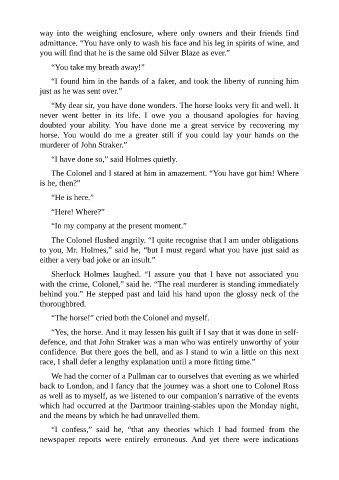 way into the weighing enclosure, where only owners and their friends find
admittance. “You have only to wash his face and his leg in spirits of wine, and
you will find that he is the same old Silver Blaze as ever.”
“You take my breath away!”
“I found him in the hands of a faker, and took the liberty of running him
just as he was sent over.”
“My dear sir, you have done wonders. The horse looks very fit and well. It
never went better in its life. I owe you a thousand apologies for having
doubted your ability. You have done me a great service by recovering my
horse. You would do me a greater still if you could lay your hands on the
murderer of John Straker.”
“I have done so,” said Holmes quietly.
The Colonel and I stared at him in amazement. “You have got him! Where
is he, then?”
“He is here.”
“Here! Where?”
“In my company at the present moment.”
The Colonel flushed angrily. “I quite recognise that I am under obligations
to you, Mr. Holmes,” said he, “but I must regard what you have just said as
either a very bad joke or an insult.”
Sherlock Holmes laughed. “I assure you that I have not associated you
with the crime, Colonel,” said he. “The real murderer is standing immediately
behind you.” He stepped past and laid his hand upon the glossy neck of the
thoroughbred.
“The horse!” cried both the Colonel and myself.
“Yes, the horse. And it may lessen his guilt if I say that it was done in self-
defence, and that John Straker was a man who was entirely unworthy of your
confidence. But there goes the bell, and as I stand to win a little on this next
race, I shall defer a lengthy explanation until a more fitting time.”
We had the corner of a Pullman car to ourselves that evening as we whirled
back to London, and I fancy that the journey was a short one to Colonel Ross
as well as to myself, as we listened to our companion’s narrative of the events
which had occurred at the Dartmoor training-stables upon the Monday night,
and the means by which he had unravelled them.
“I confess,” said he, “that any theories which I had formed from the
newspaper reports were entirely erroneous. And yet there were indications